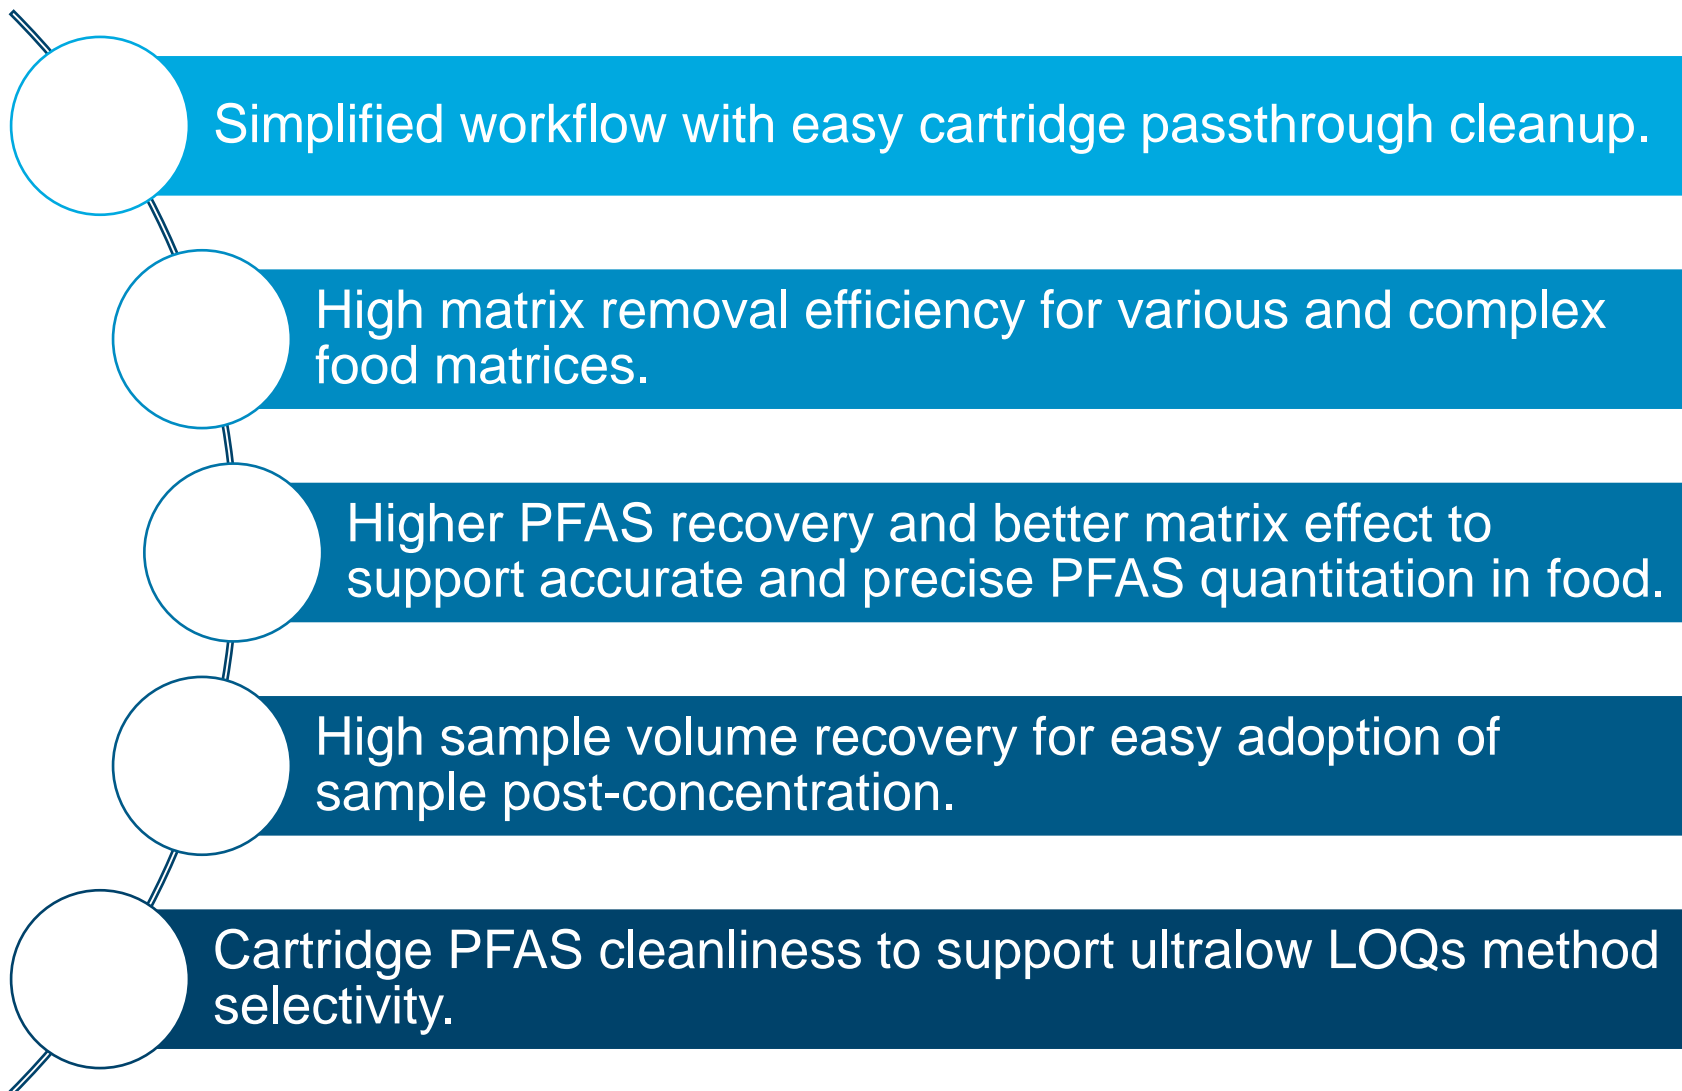 Simplified workflow with easy cartridge passthrough cleanup.
High matrix removal efficiency for various and complex
food matrices.
Higher PFAS recovery and better matrix effect to
support accurate and precise PFAS quantitation in food.
High sample volume recovery for easy adoption of
sample post-concentration.
Cartridge PFAS cleanliness to support ultralow LOQs method
selectivity.